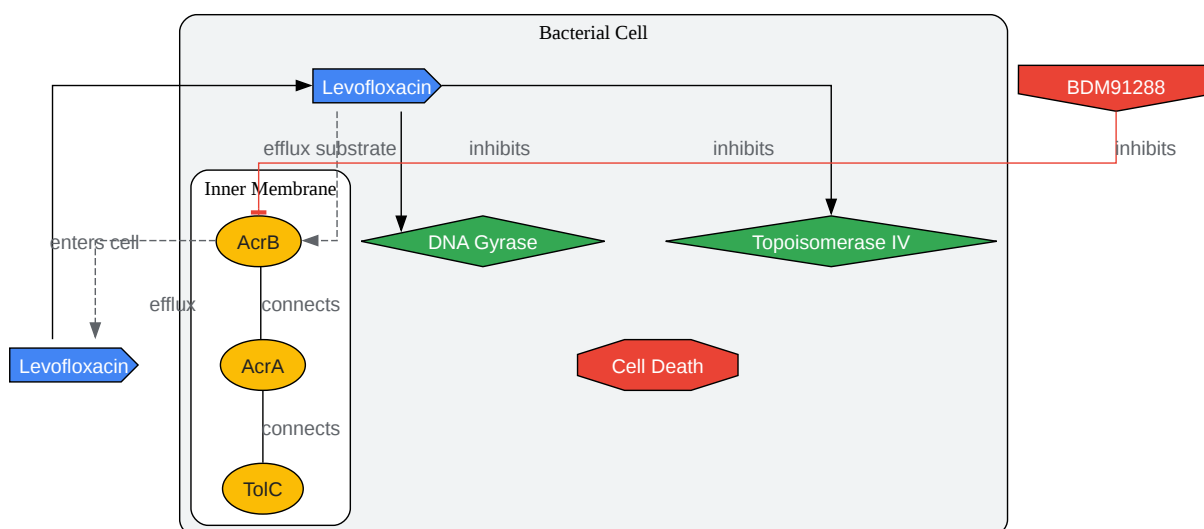 Bacterial Cell
Levofloxacin
BDM91288
efflux substrate
inhibits
inhibits
inhibits
Inner Membrane
AcrB
DNA Gyrase
Topoisomerase IV
enters cell
efflux
connects
Levofloxacin
AcrA
Cell Death
connects
TolC